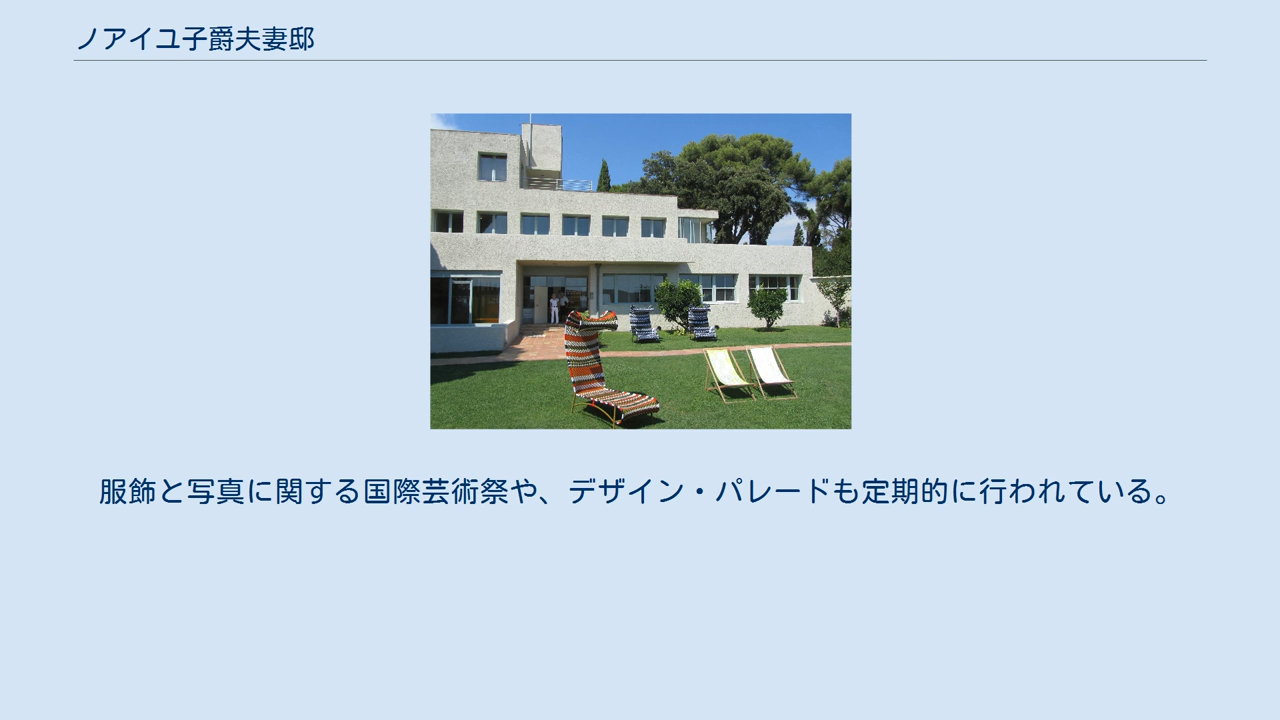 ノアイユ子爵夫妻邸
服飾と写真に関する国際芸術祭や、デザイン・パレードも定期的に行われている。